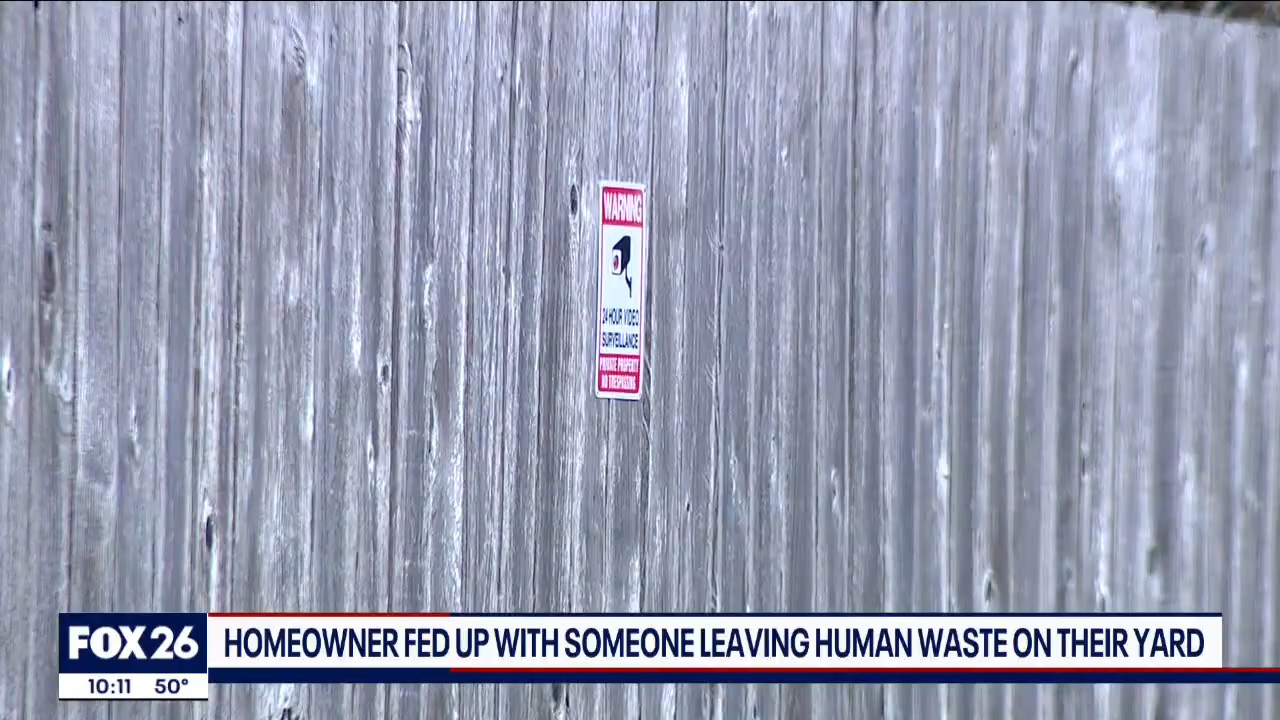 WARNING
24 HOUR VIDEO
SURVEILLANCE
PRIVATE PROPERTY
NO TRESPASSING
FOX 26
HOMEOWNER FED UP WITH SOMEONE LEAVING HUMAN WASTE ON THEIR YARD
10:11 50°